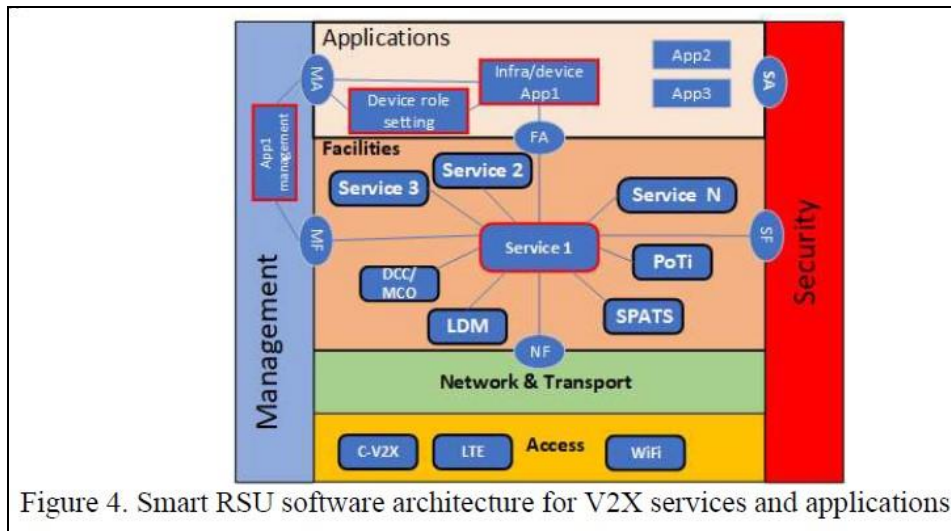 Applications
MA
Infra/device
App1
Device role
setting
App2
App3
SA
App1
management
FA
Facilities
Service 3
Service 2
Service N
MF
Service 1
SF
DCC/
MCO
PoTi
LDM
SPATS
NF
Management
Security
Network & Transport
C-V2X
LTE
Access
WiFi
Figure 4. Smart RSU software architecture for V2X services and applications